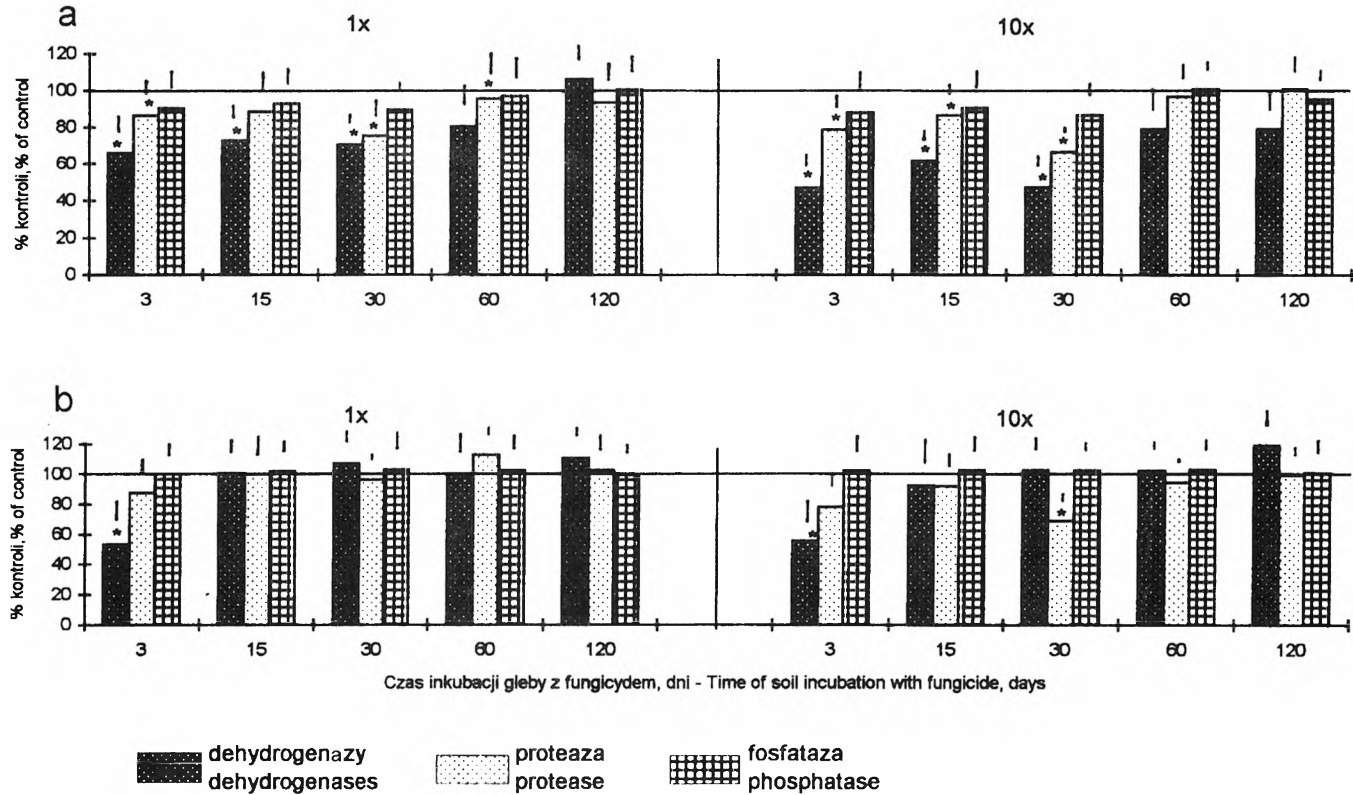 a
1x 10x
% kontroli,% of control
120
100
80
60
40
20
0
* * * * * * * * * * * * *
3 15 30 60 120 3 15 30 60 120
b
1x 10x
% kontroli,% of control
120
100
80
60
40
20
0
* * *
3 15 30 60 120 3 15 30 60 120
Czas inkubacji gleby z fungicydem, dni - Time of soil incubation with fungicide, days
dehydrogenazy proteaza fosfataza
dehydrogenases protease phosphatase